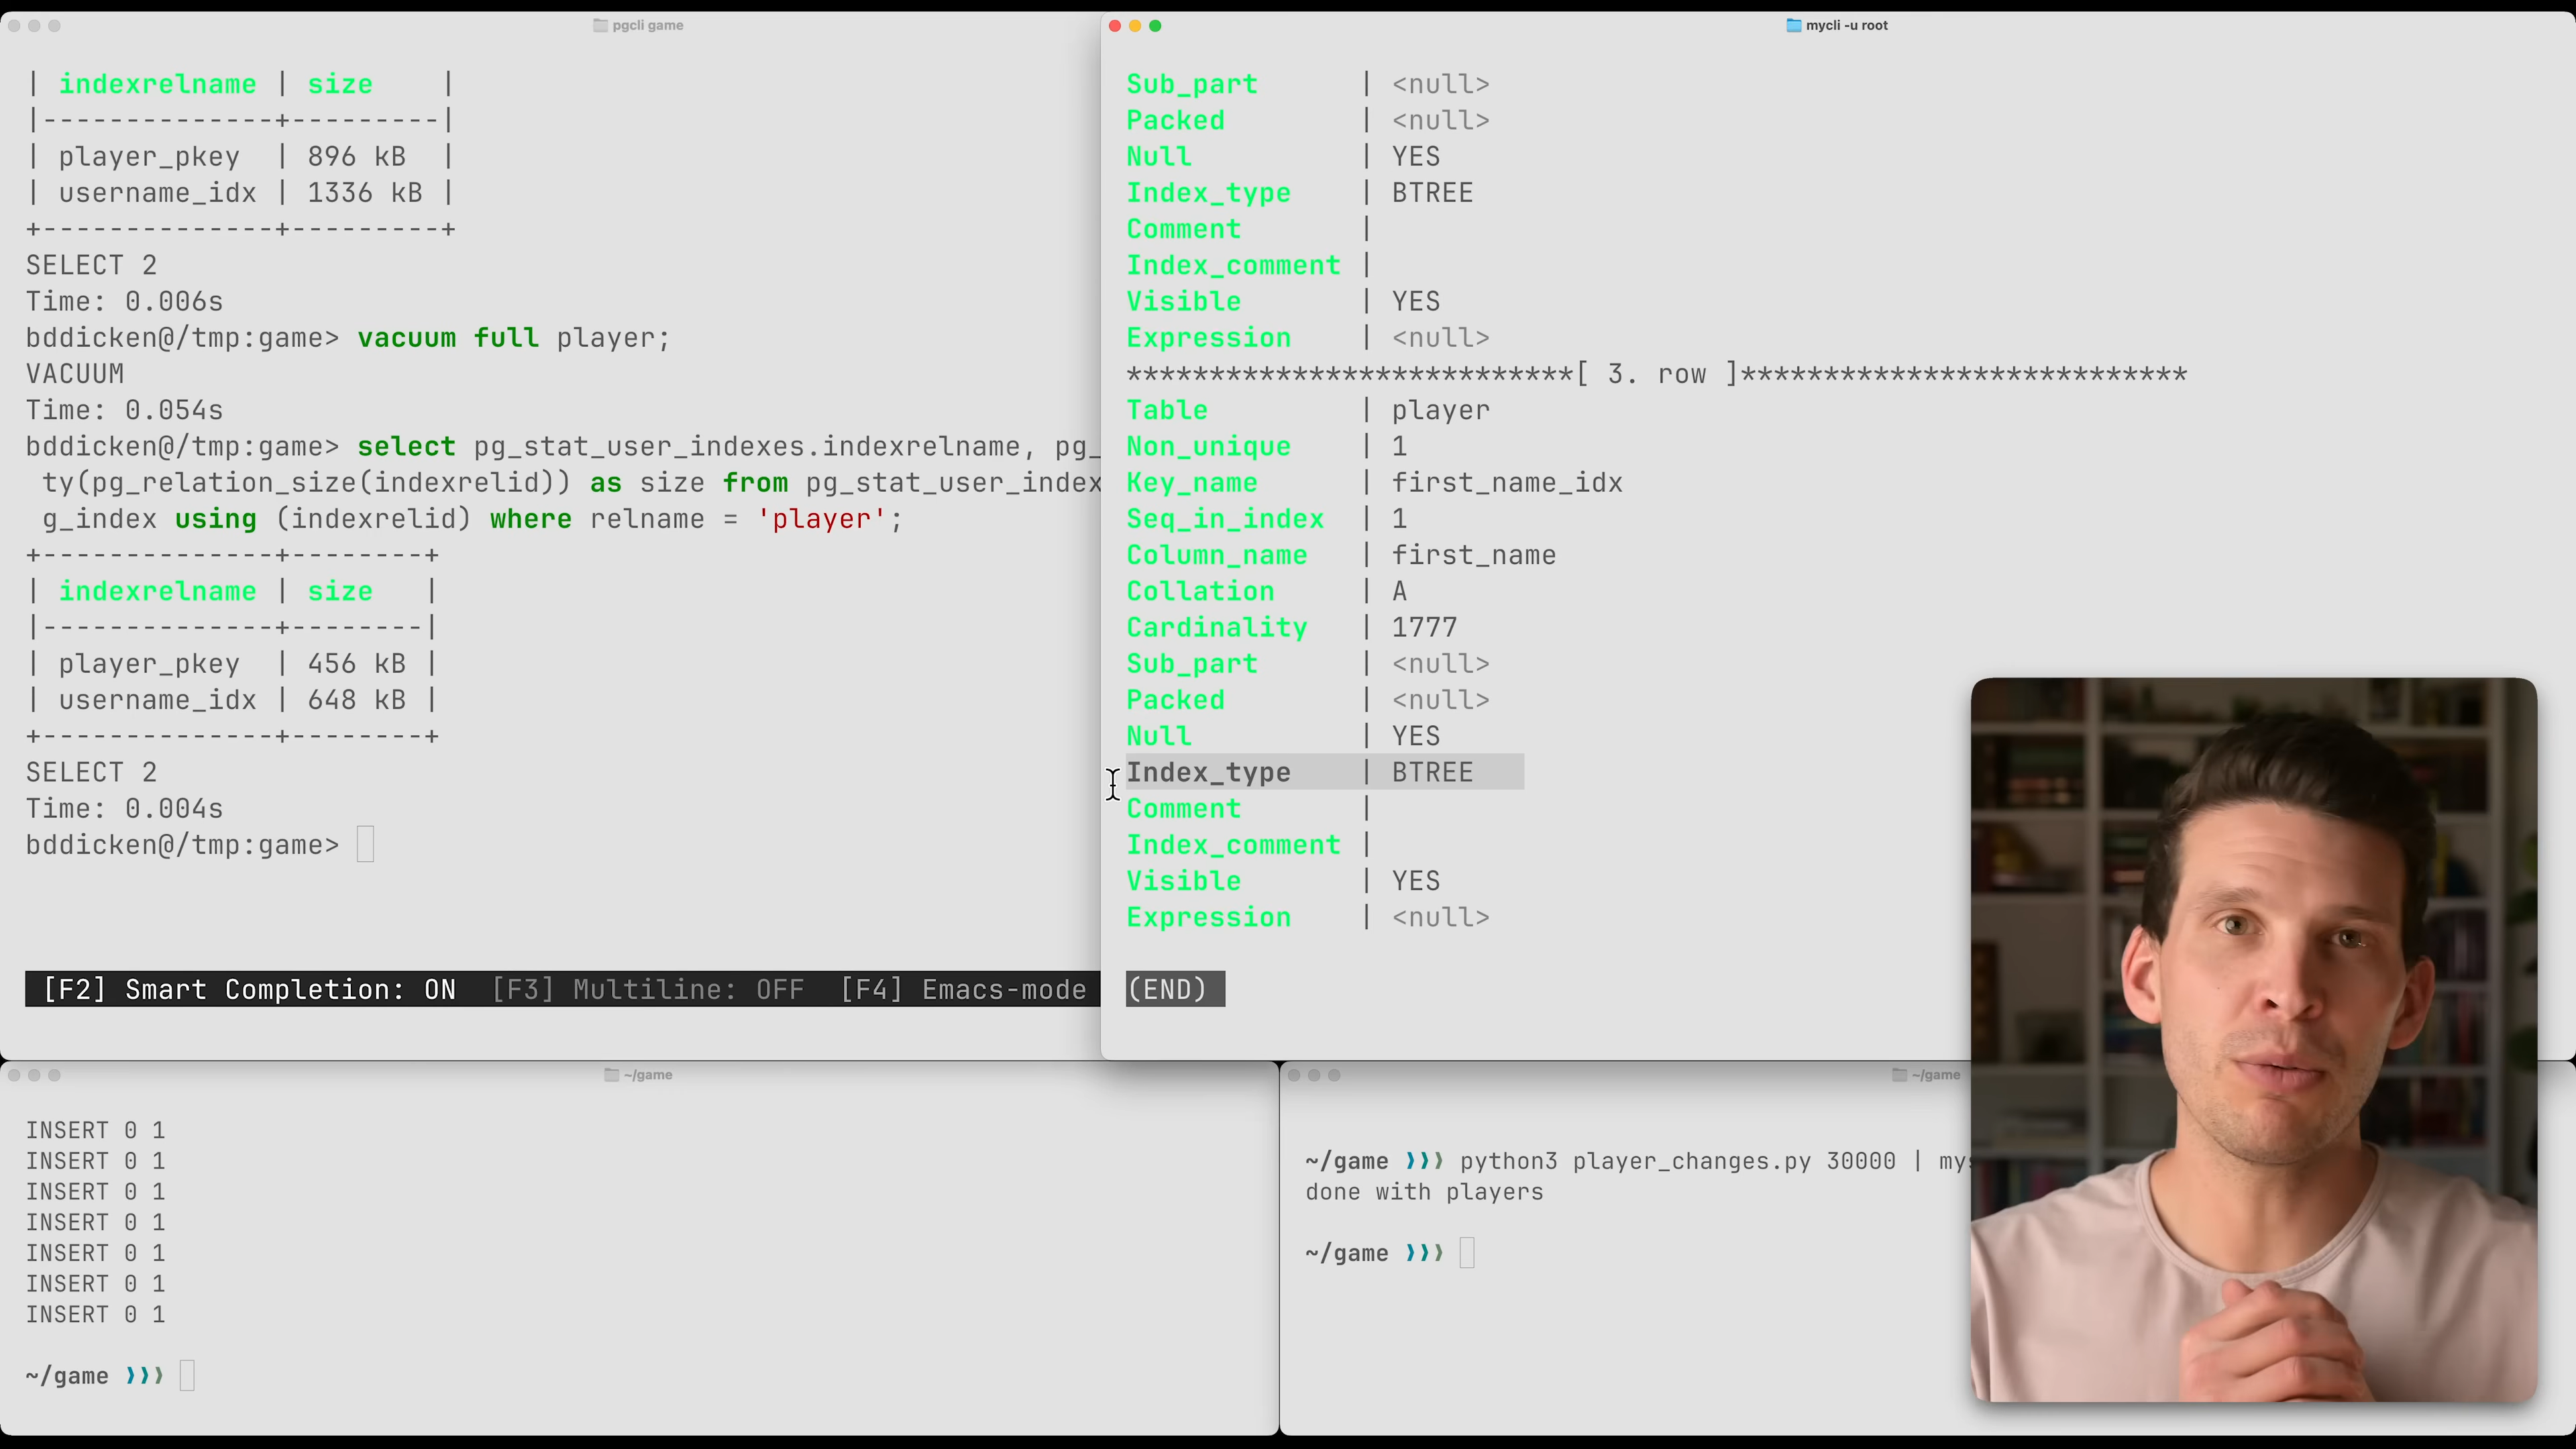 pgcli game
| indexrelname | size    |
|--------------+---------|
| player_pkey  | 896 kB  |
| username_idx | 1336 kB |
+--------------+---------+
SELECT 2
Time: 0.006s
bddicken@/tmp:game> vacuum full player;
VACUUM
Time: 0.054s
bddicken@/tmp:game> select pg_stat_user_indexes.indexrelname, pg_
ty(pg_relation_size(indexrelid)) as size from pg_stat_user_index
g_index using (indexrelid) where relname = 'player';
+--------------+--------+
| indexrelname | size   |
|--------------+--------|
| player_pkey  | 456 kB |
| username_idx | 648 kB |
+--------------+--------+
SELECT 2
Time: 0.004s
bddicken@/tmp:game>
[F2] Smart Completion: ON  [F3] Multiline: OFF  [F4] Emacs-mode
mycli -u root
Sub_part      | <null>
Packed        | <null>
Null          | YES
Index_type    | BTREE
Comment       |
Index_comment |
Visible       | YES
Expression    | <null>
***************************[ 3. row ]***************************
Table         | player
Non_unique    | 1
Key_name      | first_name_idx
Seq_in_index  | 1
Column_name   | first_name
Collation     | A
Cardinality   | 1777
Sub_part      | <null>
Packed        | <null>
Null          | YES
Index_type    | BTREE
Comment       |
Index_comment |
Visible       | YES
Expression    | <null>
(END)
~/game
INSERT 0 1
INSERT 0 1
INSERT 0 1
INSERT 0 1
INSERT 0 1
INSERT 0 1
INSERT 0 1
~/game ❯❯❯
~/game
~/game ❯❯❯ python3 player_changes.py 30000 | mys
done with players
~/game ❯❯❯